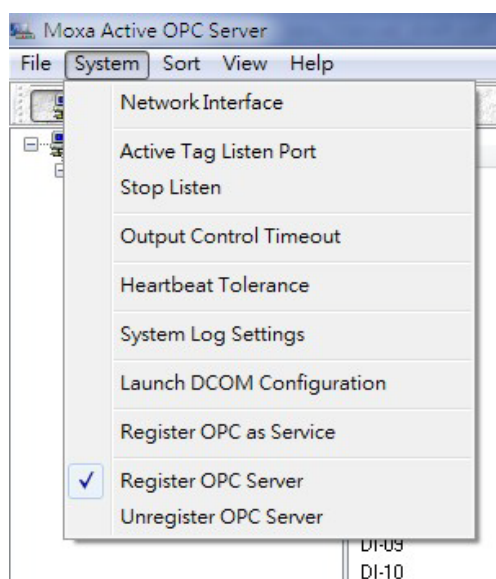 Moxa Active OPC Server
File System Sort View Help
Network Interface
Active Tag Listen Port
Stop Listen
Output Control Timeout
Heartbeat Tolerance
System Log Settings
Launch DCOM Configuration
Register OPC as Service
Register OPC Server
Unregister OPC Server
DI-09
DI-10